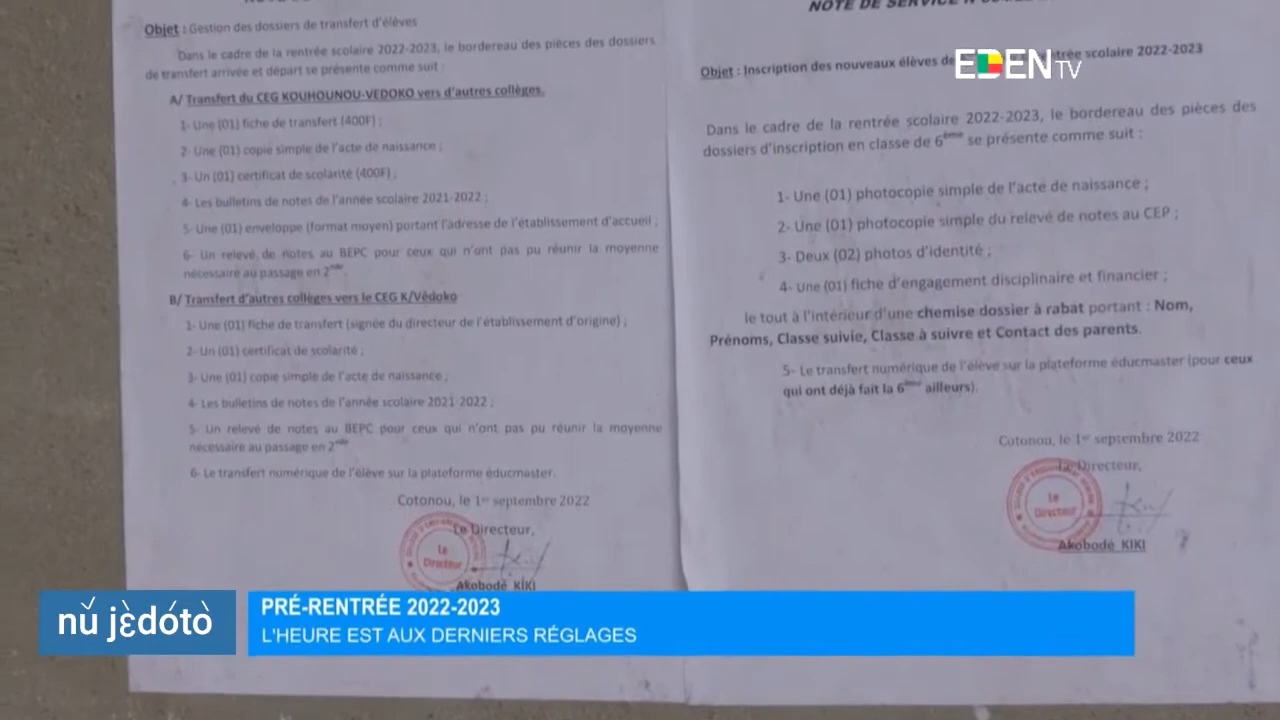 Objet : Gestion des dossiers de transfert d'élèves
Dans le cadre de la rentrée scolaire 2022-2023, le bordereau des pièces des dossiers
de transfert arrivée et départ se présente comme suit :
A/ Transfert du CEG KOUHOUNOU-VEDOKO vers d'autres collèges.
1- Une (01) fiche de transfert (400F) ;
2- Une (01) copie simple de l'acte de naissance ;
3- Un (01) certificat de scolarité (400F) ;
4- Les bulletins de notes de l'année scolaire 2021-2022 ;
5- Une (01) enveloppe (format moyen) portant l'adresse de l'établissement d'accueil ;
6- Un relevé de notes au BEPC pour ceux qui n'ont pas pu réunir la moyenne
nécessaire au passage en 2nde.
B/ Transfert d'autres collèges vers le CEG K/Vèdoko
1- Une (01) fiche de transfert (signée du directeur de l'établissement d'origine) ;
2- Un (01) certificat de scolarité ;
3- Une (01) copie simple de l'acte de naissance ;
4- Les bulletins de notes de l'année scolaire 2021-2022 ;
5- Un relevé de notes au BEPC pour ceux qui n'ont pas pu réunir la moyenne
nécessaire au passage en 2nde
6- Le transfert numérique de l'élève sur la plateforme éducmaster.
Cotonou, le 1er septembre 2022
Le Directeur,
Le
Directeur
Akobodé KIKI
NOTE DE SERVICE
Objet : Inscription des nouveaux élèves de rentrée scolaire 2022-2023
Dans le cadre de la rentrée scolaire 2022-2023, le bordereau des pièces des
dossiers d'inscription en classe de 6ème se présente comme suit :
1- Une (01) photocopie simple de l'acte de naissance ;
2- Une (01) photocopie simple du relevé de notes au CEP ;
3- Deux (02) photos d'identité ;
4- Une (01) fiche d'engagement disciplinaire et financier ;
le tout à l'intérieur d'une chemise dossier à rabat portant : Nom,
Prénoms, Classe suivie, Classe à suivre et Contact des parents.
5- Le transfert numérique de l'élève sur la plateforme éducmaster (pour ceux
qui ont déjà fait la 6ème ailleurs).
Cotonou, le 1er septembre 2022
Le Directeur,
Le
Directeur
Akobodé KIKI
EDEN TV
nǔ jɛ̀dótò
PRÉ-RENTRÉE 2022-2023
L'HEURE EST AUX DERNIERS RÉGLAGES